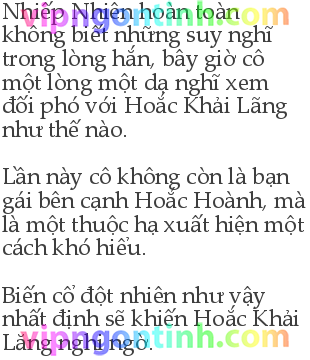 Nhiếp Nhiên hoàn toàn
không biết những suy nghĩ
trong lòng hắn, bây giờ cô
một lòng một dạ nghĩ xem
đối phó với Hoắc Khải Lãng
như thế nào.
Lần này cô không còn là bạn
gái bên cạnh Hoắc Hoành, mà
là một thuộc hạ xuất hiện một
cách khó hiểu.
Biến cố đột nhiên như vậy
nhất định sẽ khiến Hoắc Khải
Lãng nghi ngờ.
vipngontinh.com
vipngontinh.com